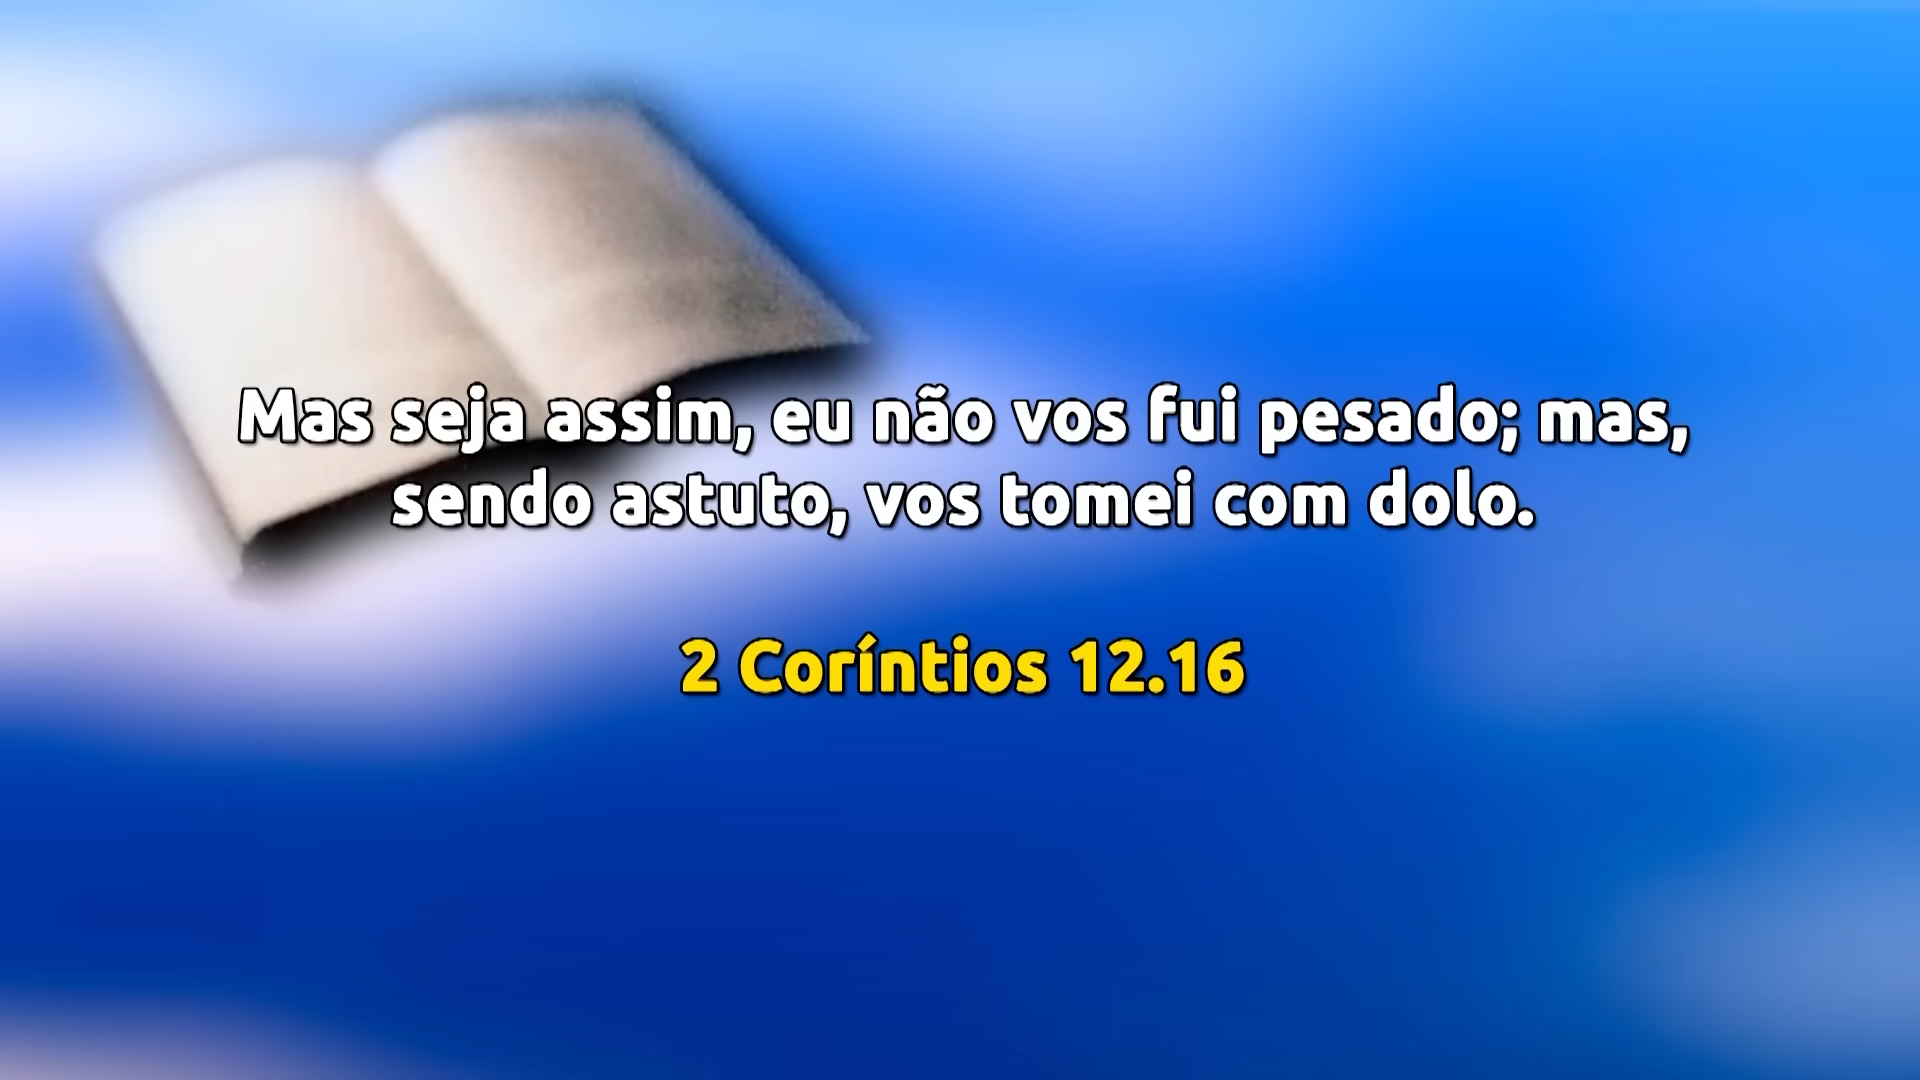 Mas seja assim, eu não vos fui pesado; mas,
sendo astuto, vos tomei com dolo.
2 Coríntios 12.16